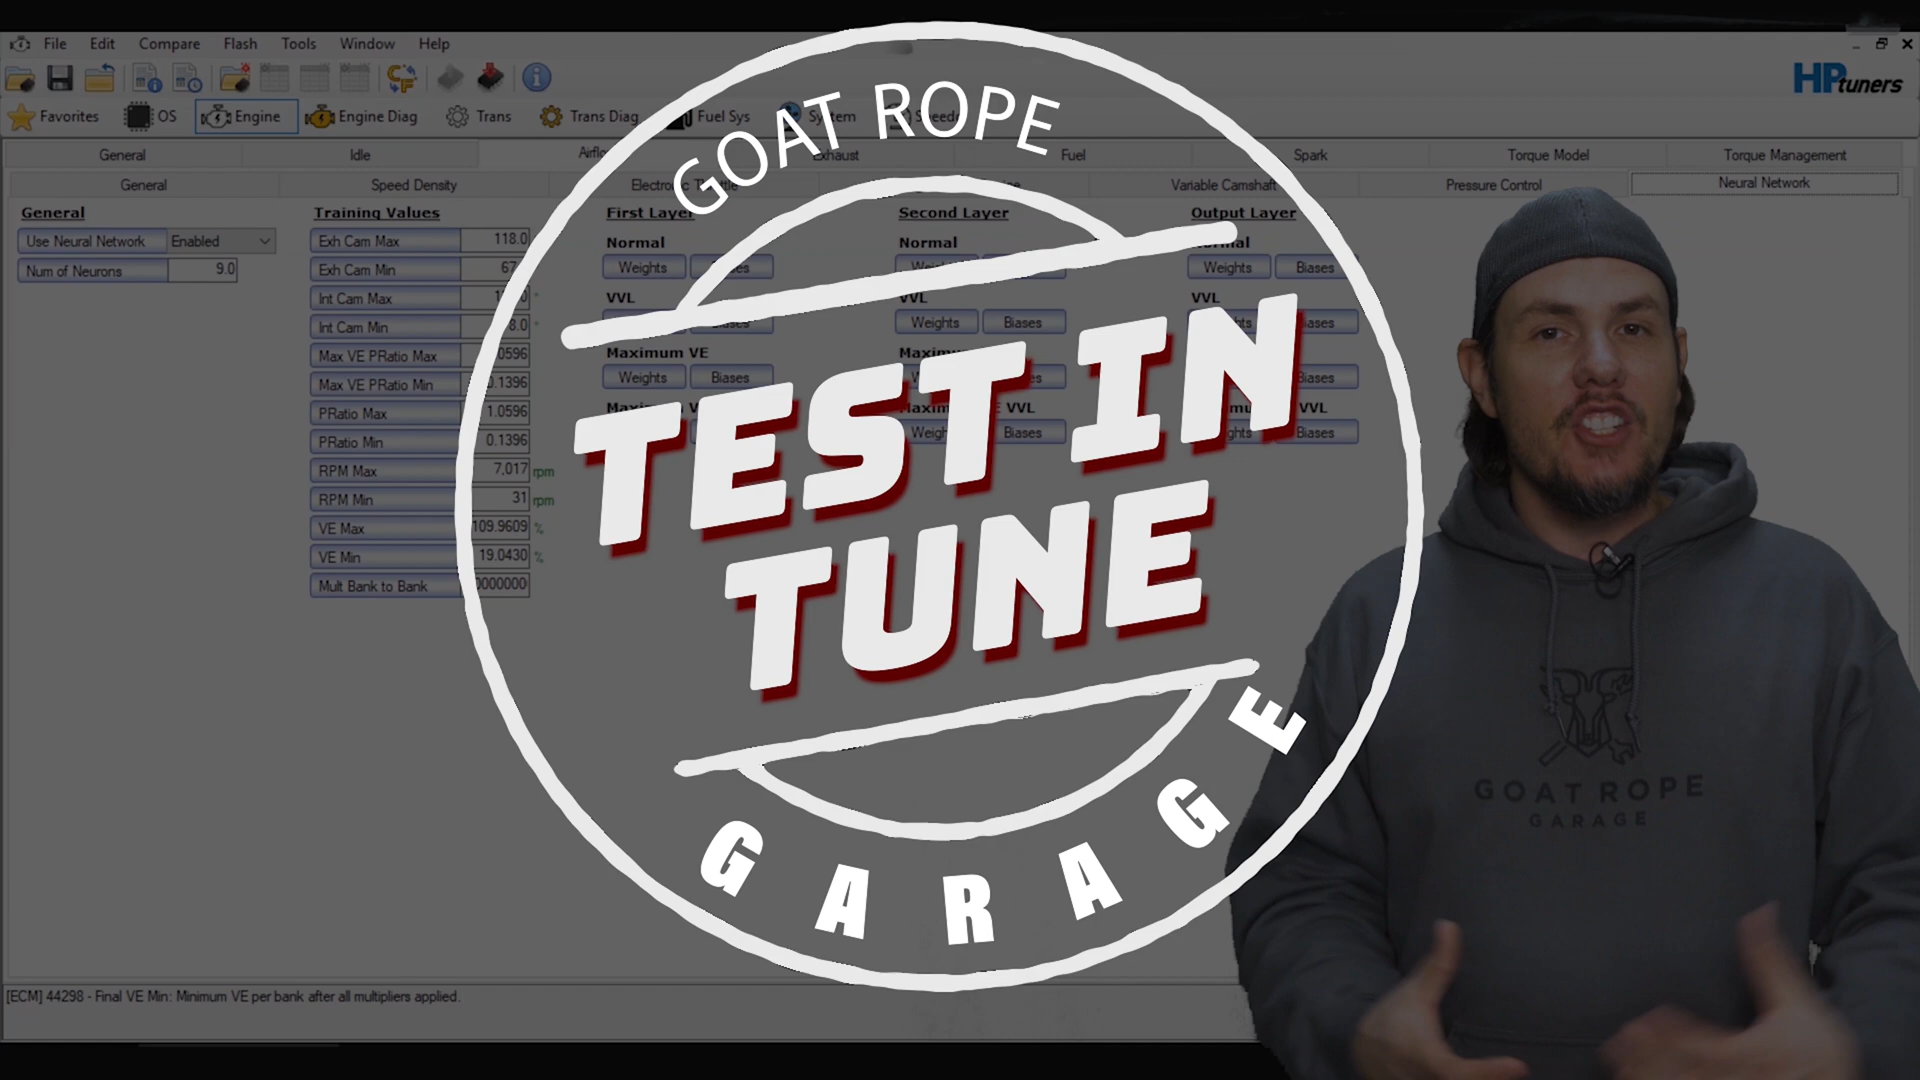 File Edit Compare Flash Tools Window Help
HPtuners
Favorites OS Engine Engine Diag Trans Trans Diag Fuel Sys System
General Idle Exhaust Fuel Spark Torque Model Torque Management
General Speed Density Variable Camshaft Pressure Control Neural Network
General
Use Neural Network Enabled
Num of Neurons 9.0
Training Values
Exh Cam Max 118.0
Exh Cam Min
Int Cam Max
Int Cam Min
Max VE PRatio Max
Max VE PRatio Min 0.1396
PRatio Max 1.0596
PRatio Min 0.1396
RPM Max 7,017 rpm
RPM Min 31 rpm
VE Max 109.9609 %
VE Min 19.0430 %
Mult Bank to Bank
First Layer
Normal
Weights
VVL
Maximum VE
Weights Biases
Second Layer
Normal
VVL
Weights Biases
Biases
Output Layer
Weights Biases
VVL
GOAT ROPE
TEST IN
TUNE
GARAGE
GOAT ROPE
GARAGE
[ECM] 44298 - Final VE Min: Minimum VE per bank after all multipliers applied.